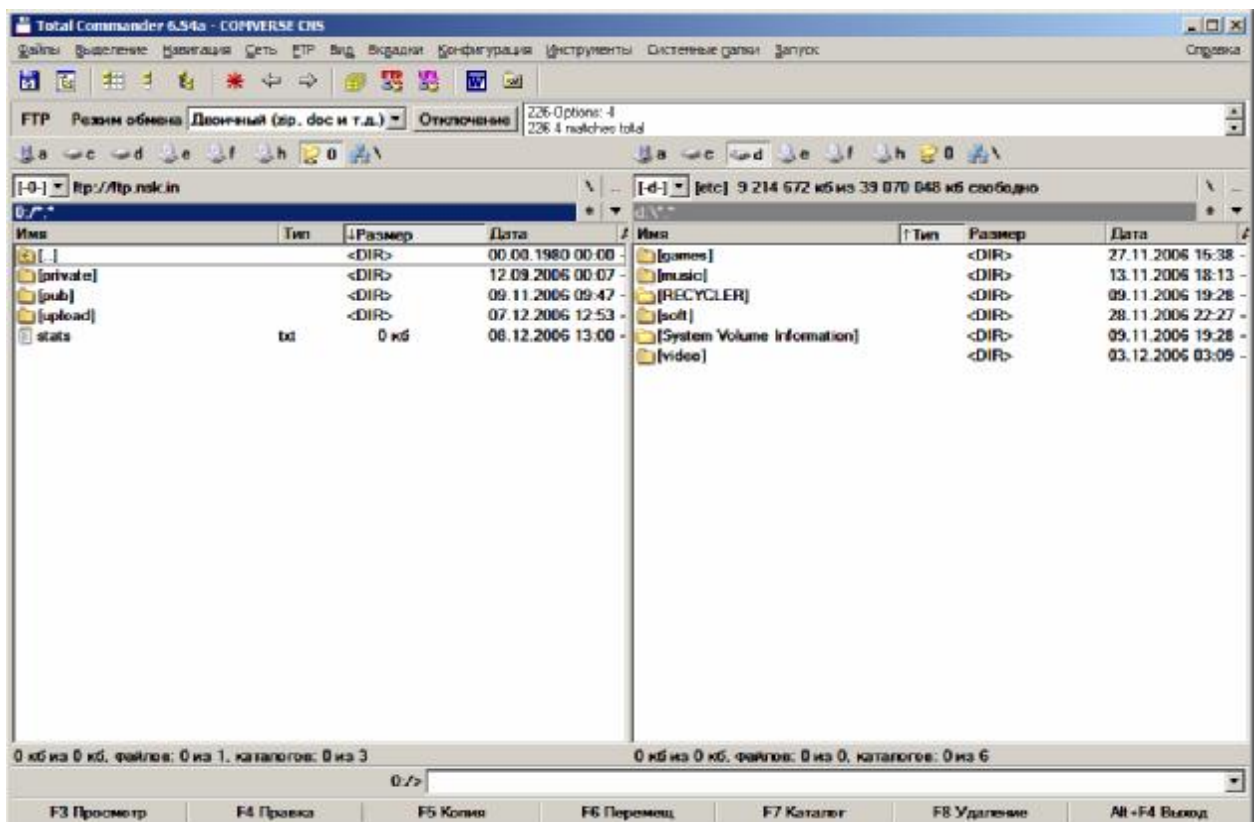 Total Commander 6.54a - COMVERSE CNS
Файлы Выделение Навигация Сеть FTP Вид Вкладки Конфигурация Инструменты Системные папки Запуск Справка
FTP Режим обмена Двоичный (zip, doc и т.д.) Отключение
226-Options: -l
226 4 matches total
a c d e f h 0 \ a c d e f h 0 \
[-0-] ftp://ftp.nsk.in \ .. [-d-] [etc] 9 214 672 кб из 39 070 048 кб свободно \ ..
0:/*.* * d:\*.* *
Имя Тип ↓Размер Дата Имя ↑Тип Размер Дата
[..] <DIR> 00.00.1980 00:00 - [games] <DIR> 27.11.2006 15:38 -
[private] <DIR> 12.09.2006 00:07 - [music] <DIR> 13.11.2006 18:13 -
[pub] <DIR> 09.11.2006 09:47 - [RECYCLER] <DIR> 09.11.2006 19:28 -
[upload] <DIR> 07.12.2006 12:53 - [soft] <DIR> 28.11.2006 22:27 -
stats txt 0 кб 08.12.2006 13:00 - [System Volume Information] <DIR> 09.11.2006 19:28 -
[video] <DIR> 03.12.2006 03:09 -
0 кб из 0 кб, файлов: 0 из 1, каталогов: 0 из 3 0 кб из 0 кб, файлов: 0 из 0, каталогов: 0 из 6
0:/>
F3 Просмотр F4 Правка F5 Копия F6 Перемещ F7 Каталог F8 Удаление Alt+F4 Выход